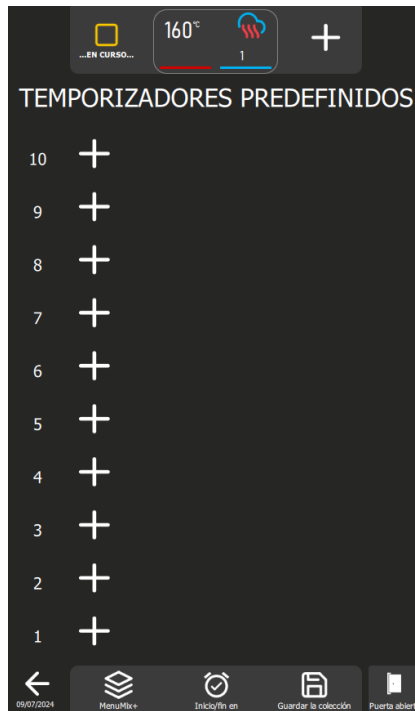 160°C
...EN CURSO...
1
TEMPORIZADORES PREDEFINIDOS
10
9
8
7
6
5
4
3
2
1
09/07/2024
MenuMix+
Inicio/fin en
Guardar la colección
Puerta abiert